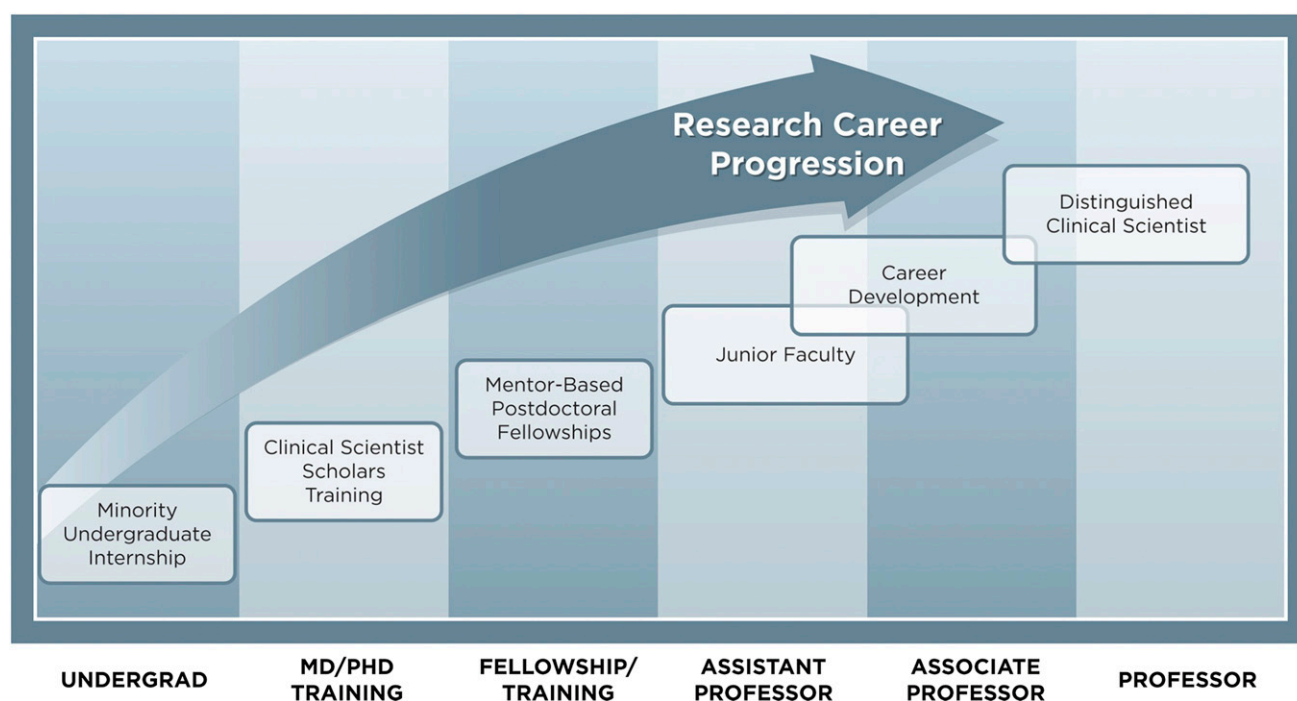 Research Career
Progression
Distinguished
Clinical Scientist
Career
Development
Junior Faculty
Mentor-Based
Postdoctoral
Fellowships
Clinical Scientist
Scholars
Training
Minority
Undergraduate
Internship
UNDERGRAD
MD/PHD
TRAINING
FELLOWSHIP/
TRAINING
ASSISTANT
PROFESSOR
ASSOCIATE
PROFESSOR
PROFESSOR